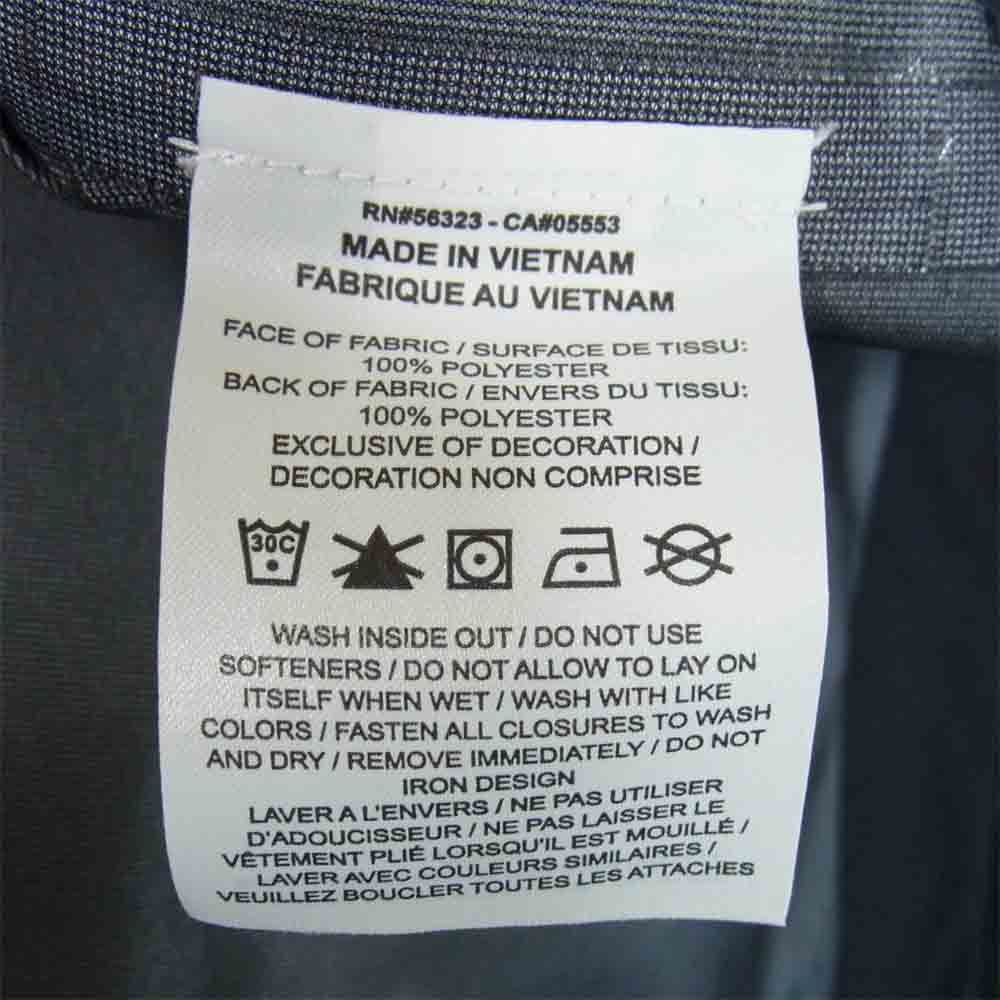 RN#56323 - CA#05553
MADE IN VIETNAM
FABRIQUE AU VIETNAM
FACE OF FABRIC / SURFACE DE TISSU:
100% POLYESTER
BACK OF FABRIC / ENVERS DU TISSU:
100% POLYESTER
EXCLUSIVE OF DECORATION /
DECORATION NON COMPRISE
30C
WASH INSIDE OUT / DO NOT USE
SOFTENERS / DO NOT ALLOW TO LAY ON
ITSELF WHEN WET / WASH WITH LIKE
COLORS / FASTEN ALL CLOSURES TO WASH
AND DRY / REMOVE IMMEDIATELY / DO NOT
IRON DESIGN
LAVER A L'ENVERS / NE PAS UTILISER
D'ADOUCISSEUR / NE PAS LAISSER LE
VÊTEMENT PLIÉ LORSQU'IL EST MOUILLÉ /
LAVER AVEC COULEURS SIMILAIRES /
VEUILLEZ BOUCLER TOUTES LES ATTACHES